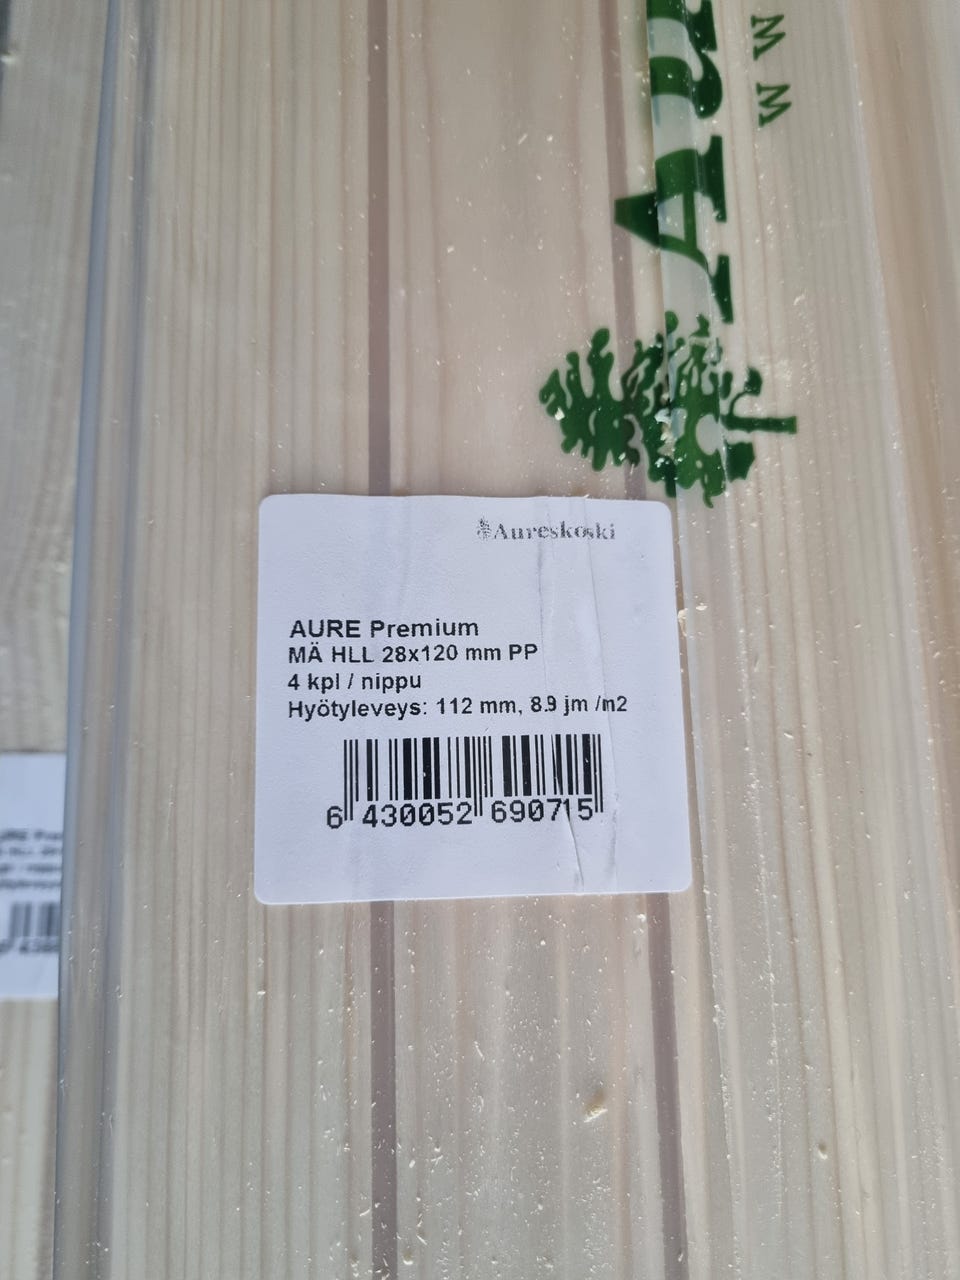 W W
Au
Aureskoski
AURE Premium
MÄ HLL 28x120 mm PP
4 kpl / nippu
Hyötyleveys: 112 mm, 8.9 jm /m2
6 430052 690715